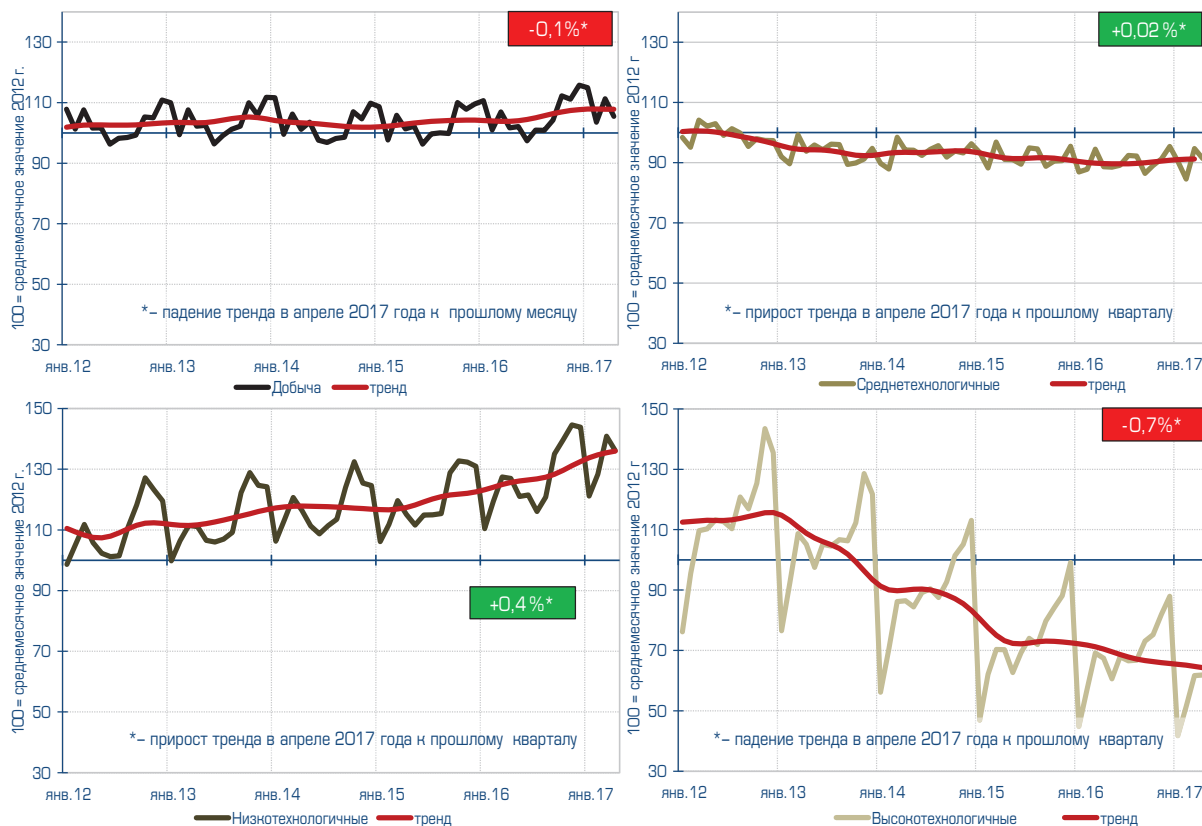 -0,1%*
100 = среднемесячное значение 2012 г.
130
110
90
70
50
30
*– падение тренда в апреле 2017 года к прошлому месяцу
янв.12 янв.13 янв.14 янв.15 янв.16 янв.17
Добыча тренд
+0,02 %*
100 = среднемесячное значение 2012 г
130
110
90
70
50
30
*– прирост тренда в апреле 2017 года к прошлому кварталу
янв.12 янв.13 янв.14 янв.15 янв.16 янв.17
Среднетехнологичные тренд
100 = среднемесячное значение 2012 г.
150
130
110
90
70
50
30
+0,4 %*
*– прирост тренда в апреле 2017 года к прошлому кварталу
янв.12 янв.13 янв.14 янв.15 янв.16 янв.17
Низкотехнологичные тренд
-0,7%*
100 = среднемесячное значение 2012 г
150
130
110
90
70
50
30
*– падение тренда в апреле 2017 года к прошлому кварталу
янв.12 янв.13 янв.14 янв.15 янв.16 янв.17
Высокотехнологичные тренд